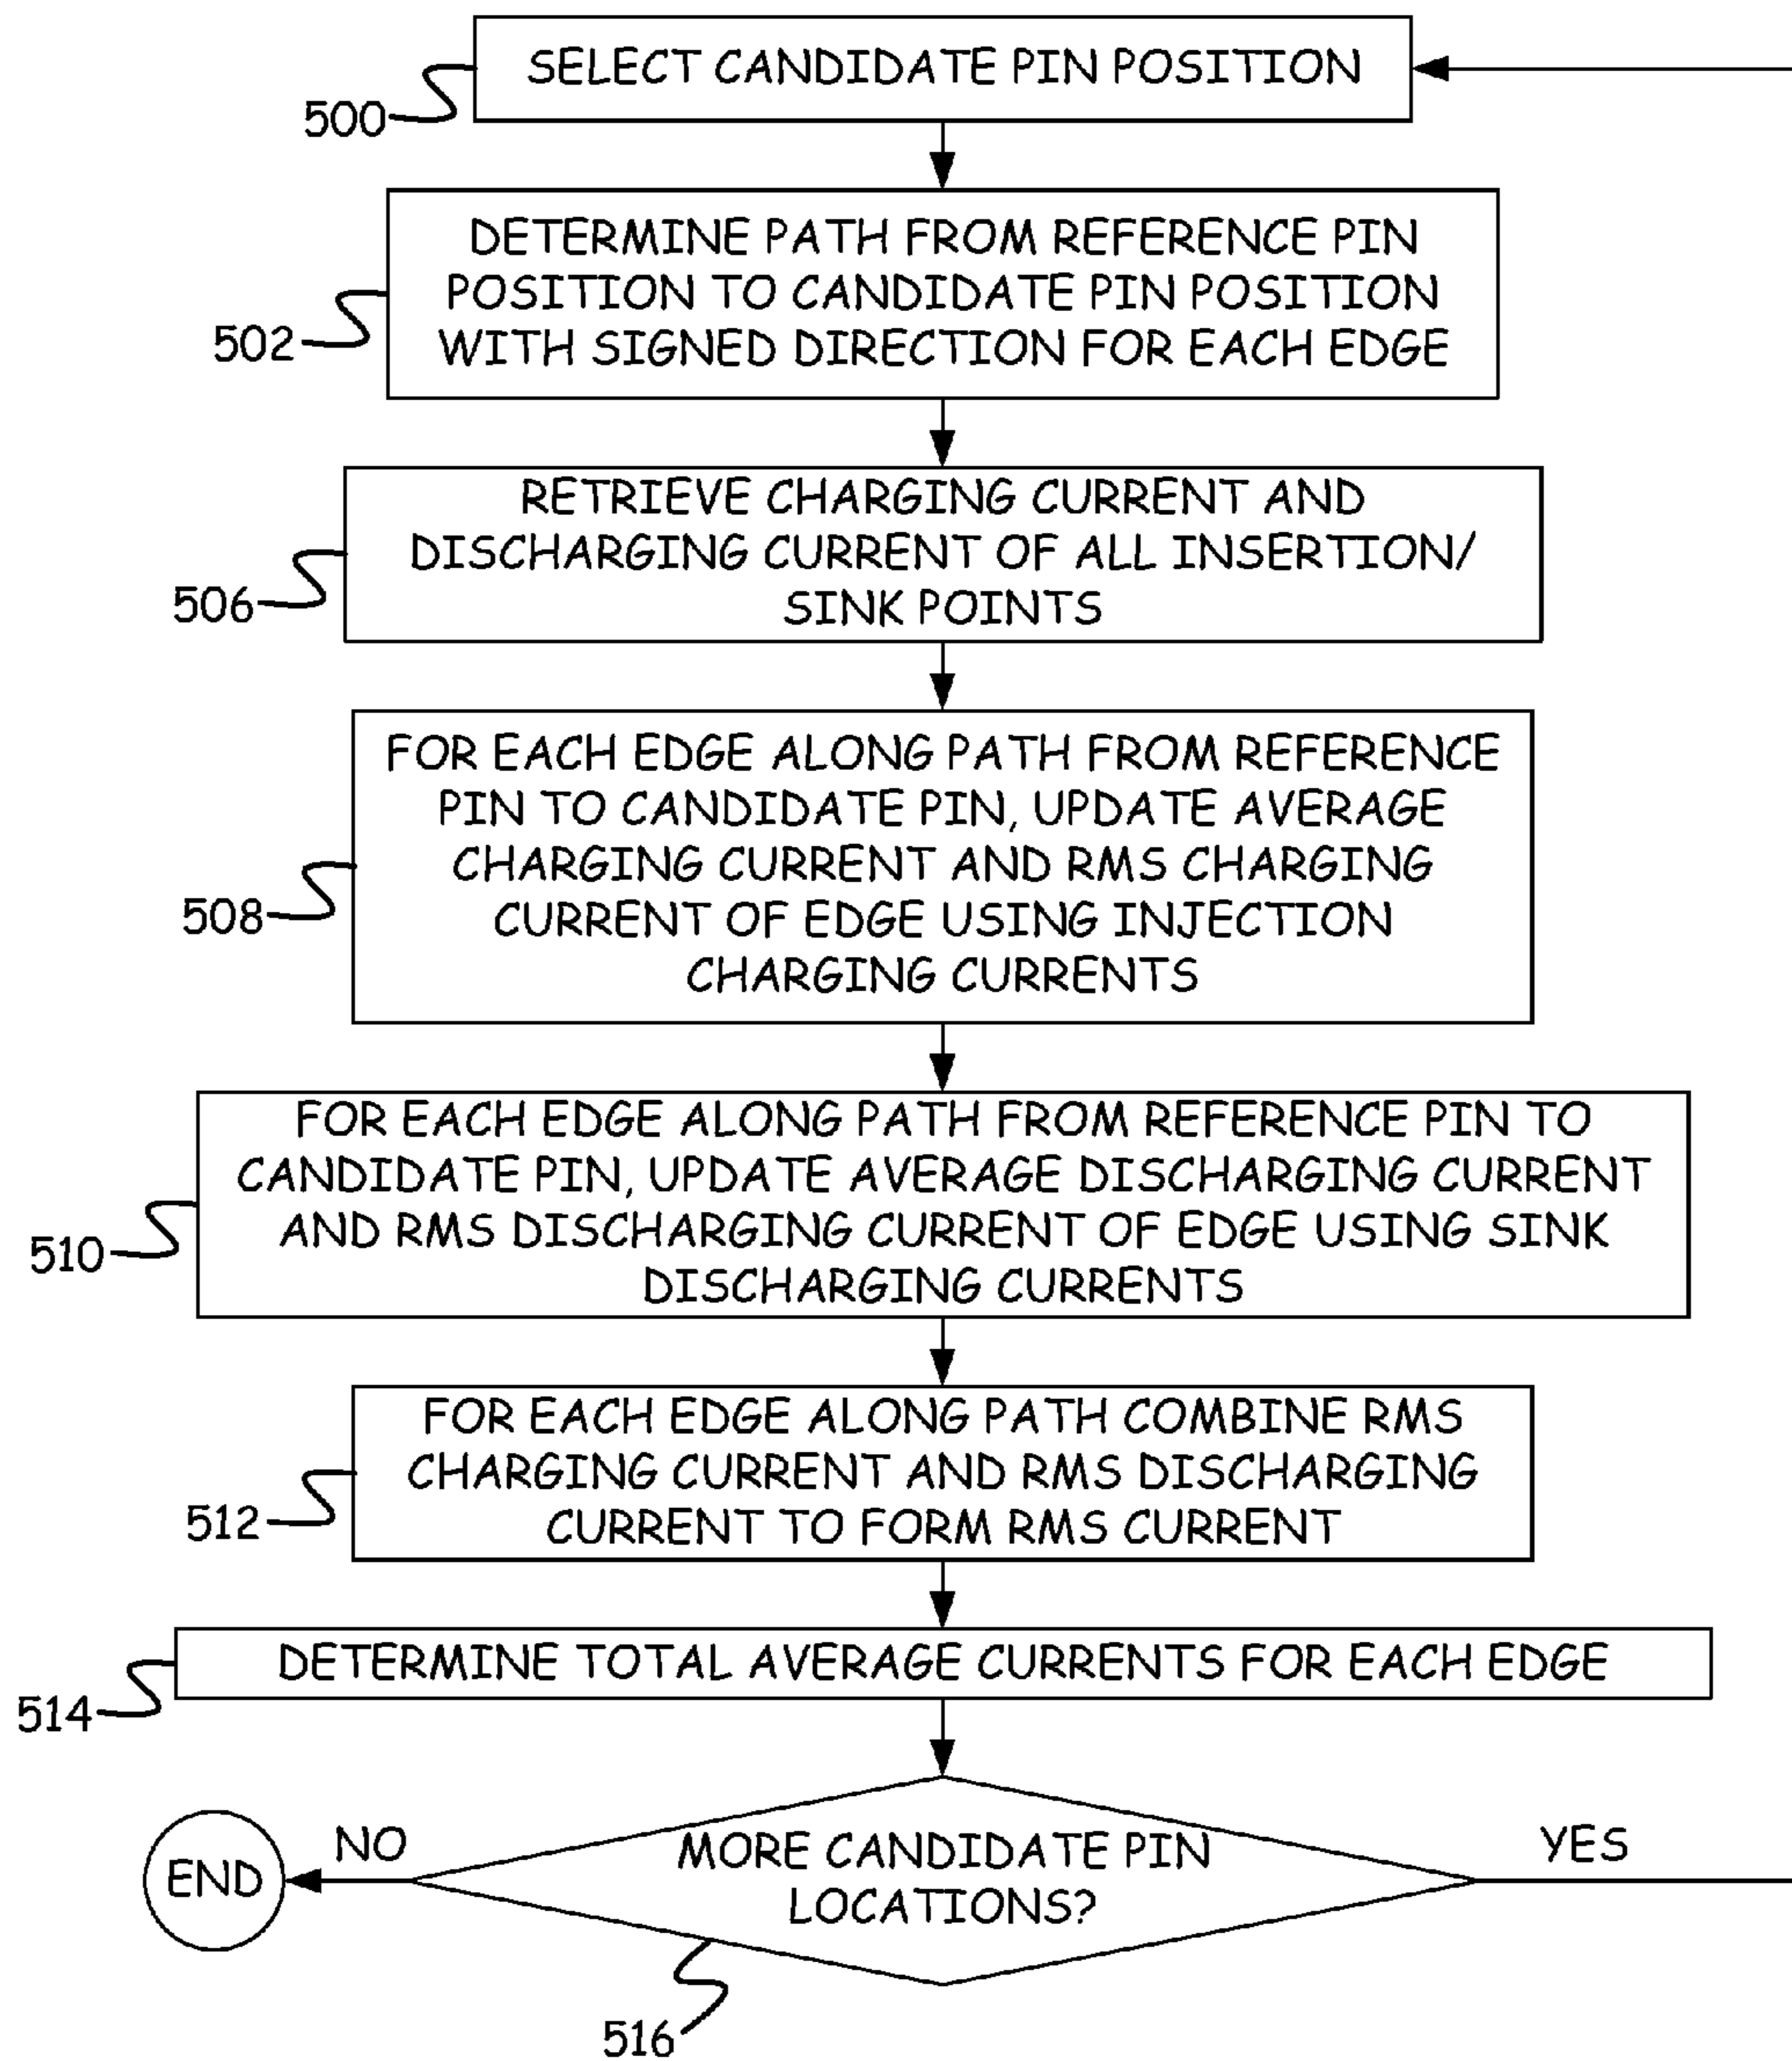 SELECT CANDIDATE PIN POSITION
500
DETERMINE PATH FROM REFERENCE PIN
POSITION TO CANDIDATE PIN POSITION
WITH SIGNED DIRECTION FOR EACH EDGE
502
RETRIEVE CHARGING CURRENT AND
DISCHARGING CURRENT OF ALL INSERTION/
SINK POINTS
506
FOR EACH EDGE ALONG PATH FROM REFERENCE
PIN TO CANDIDATE PIN, UPDATE AVERAGE
CHARGING CURRENT AND RMS CHARGING
CURRENT OF EDGE USING INJECTION
CHARGING CURRENTS
508
FOR EACH EDGE ALONG PATH FROM REFERENCE PIN TO
CANDIDATE PIN, UPDATE AVERAGE DISCHARGING CURRENT
AND RMS DISCHARGING CURRENT OF EDGE USING SINK
DISCHARGING CURRENTS
510
FOR EACH EDGE ALONG PATH COMBINE RMS
CHARGING CURRENT AND RMS DISCHARGING
CURRENT TO FORM RMS CURRENT
512
DETERMINE TOTAL AVERAGE CURRENTS FOR EACH EDGE
514
MORE CANDIDATE PIN
LOCATIONS?
NO
YES
END
516